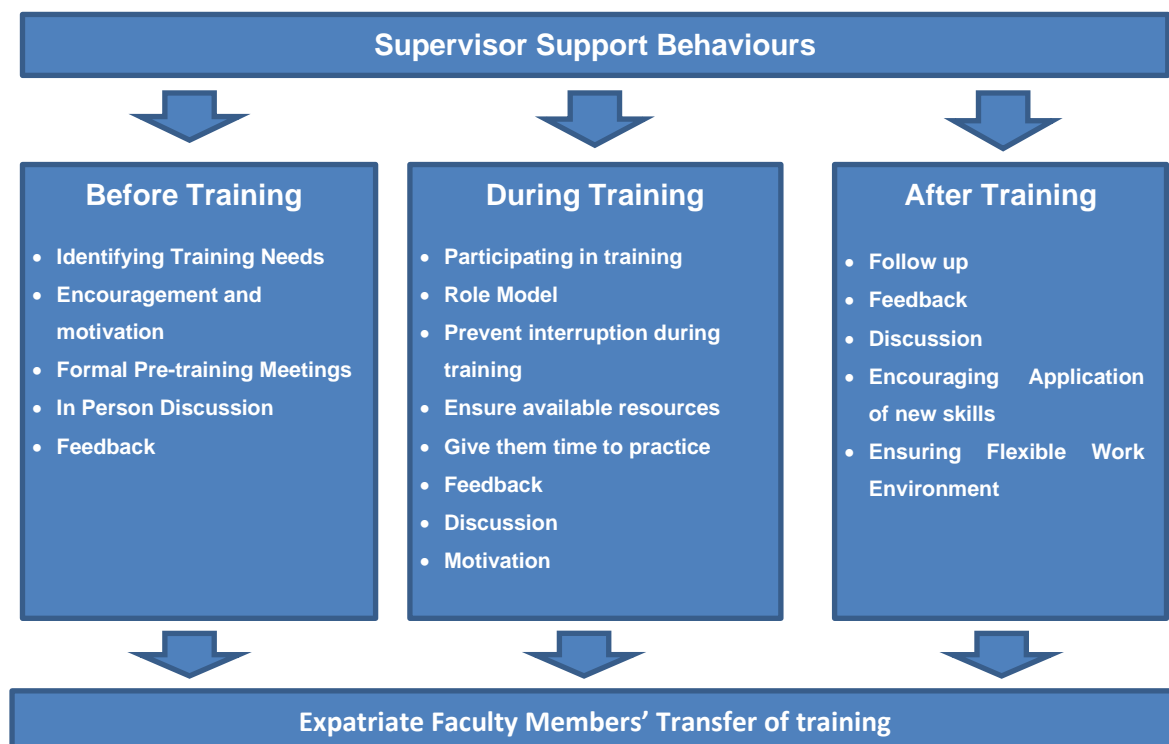 Supervisor Support Behaviours
Before Training
• Identifying Training Needs
• Encouragement and
motivation
• Formal Pre-training Meetings
• In Person Discussion
• Feedback
During Training
• Participating in training
• Role Model
• Prevent interruption during
training
• Ensure available resources
• Give them time to practice
• Feedback
• Discussion
• Motivation
After Training
• Follow up
• Feedback
• Discussion
• Encouraging Application
of new skills
• Ensuring Flexible Work
Environment
Expatriate Faculty Members’ Transfer of training